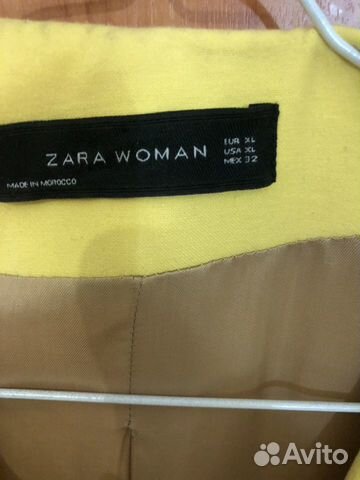 ZARA WOMAN
EUR XL
USA XL
MEX 32
MADE IN MOROCCO
Avito